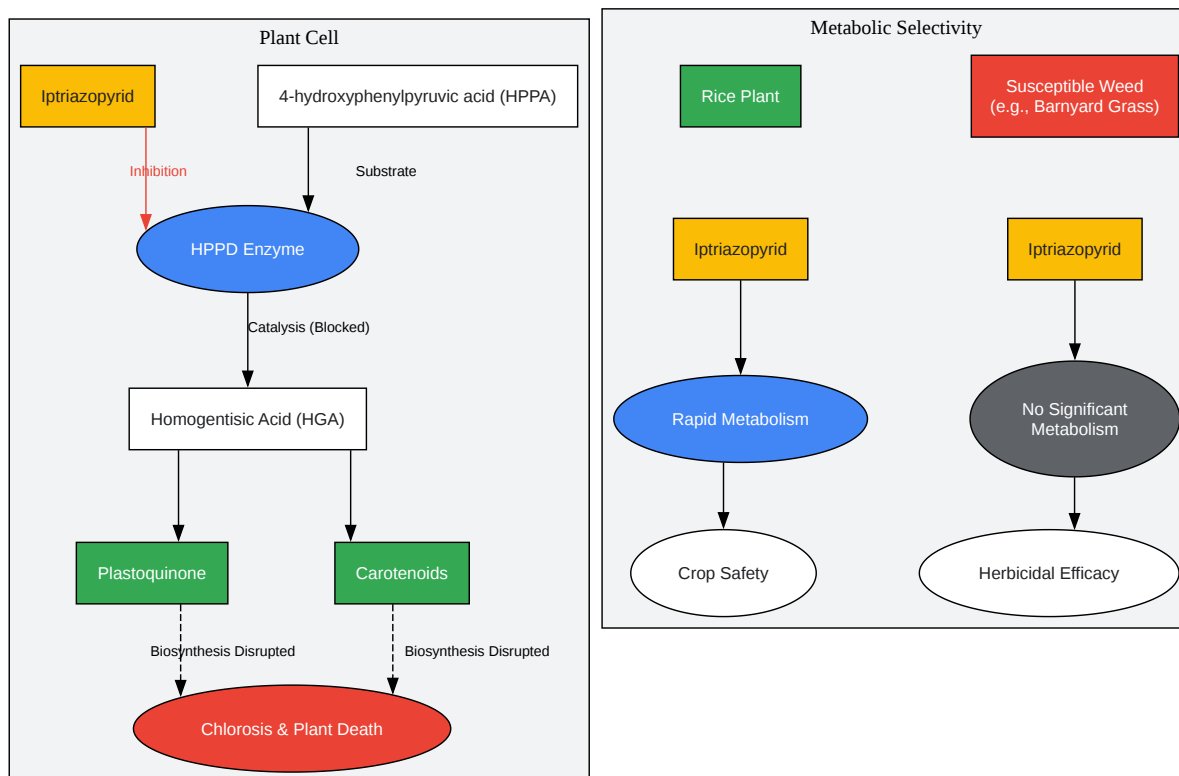 Plant Cell
Iptriazopyrid
4-hydroxyphenylpyruvic acid (HPPA)
Inhibition
Substrate
HPPD Enzyme
Catalysis (Blocked)
Homogentisic Acid (HGA)
Plastoquinone
Carotenoids
Biosynthesis Disrupted
Biosynthesis Disrupted
Chlorosis & Plant Death
Metabolic Selectivity
Rice Plant
Susceptible Weed
(e.g., Barnyard Grass)
Iptriazopyrid
Iptriazopyrid
Rapid Metabolism
No Significant
Metabolism
Crop Safety
Herbicidal Efficacy